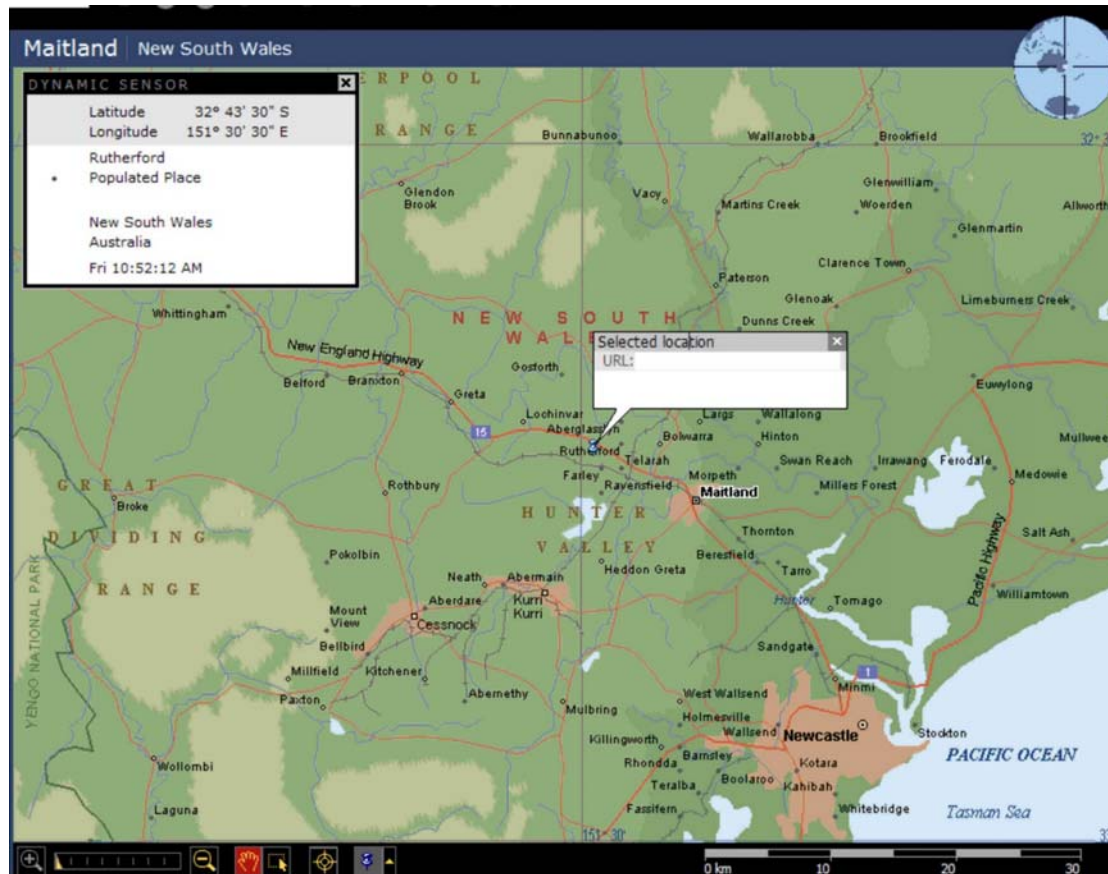 Maitland New South Wales
DYNAMIC SENSOR
Latitude 32° 43' 30" S
Longitude 151° 30' 30" E
Rutherford
Populated Place
New South Wales
Australia
Fri 10:52:12 AM
ERPOOL
RANGE
Bunnabunoo
Wallarobba
Brookfield
32°
Glendon
Brook
Vacy
Martins Creek
Glenwilliam
Woerden
Allwort
Glenmartin
Paterson
Clarence Town
Glenoak
Limeburners Creek
Whittingham
NEW SOUTH
WAL
Dunns Creek
Selected location
URL:
New England Highway
Belford
Branxton
Gosforth
Greta
Euwylong
Lochinvar
Aberglasslyn
Largs
Wallalong
15
Bolwarra
Hinton
Mullwee
Rutherford
Telarah
Farley
Ravensfield
Morpeth
Swan Reach
Irrawang
Ferodale
Medowie
Maitland
Millers Forest
GREAT
Broke
Rothbury
HUNTER
DIVIDING
VALLEY
Thornton
Salt Ash
Pokolbin
Beresfield
Tarro
Heddon Greta
RANGE
Neath
Abermain
Kurri
Kurri
Aberdare
Cessnock
Mount
View
Bellbird
Hunter
Tomago
Williamtown
Pacific Highway
YENGO NATIONAL PARK
Sandgate
Millfield
Kitchener
1
Minmi
Paxton
Abernethy
Mulbring
West Wallsend
Holmesville
Wallsend
Newcastle
Stockton
Killingworth
Rhondda
Barnsley
Kotara
PACIFIC OCEAN
Wollombi
Teralba
Boolaroo
Kahibah
Laguna
Fassifern
Whitebridge
Tasman Sea
151° 30'
33
0 km 10 20 30